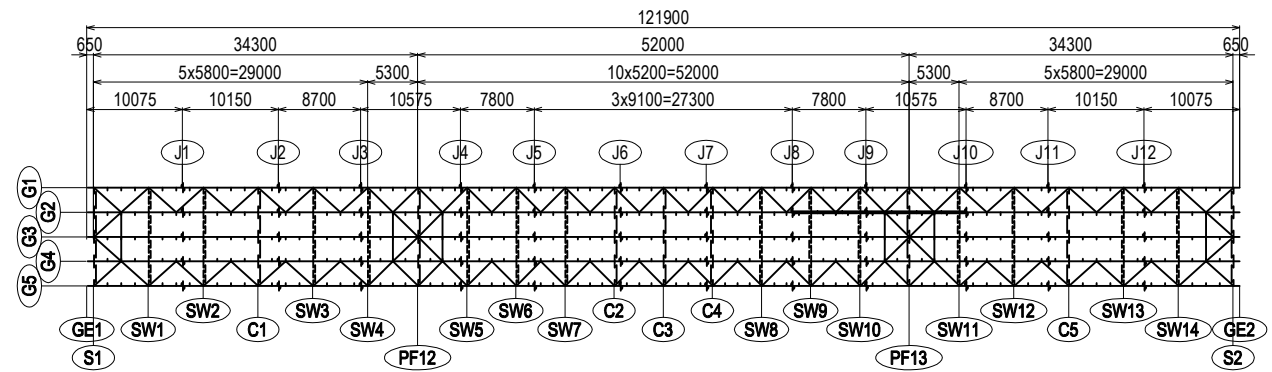 121900
650 34300 52000 34300 650
5x5800=29000 5300 10x5200=52000 5300 5x5800=29000
10075 10150 8700 10575 7800 3x9100=27300 7800 10575 8700 10150 10075
J1 J2 J3 J4 J5 J6 J7 J8 J9 J10 J11 J12
G1
G2
G3
G4
G5
SW2 SW3 SW6 C2 C4 SW9 SW12 SW13
GE1 SW1 C1 SW4 SW5 SW7 C3 SW8 SW10 SW11 C5 SW14 GE2
S1 PF12 PF13 S2